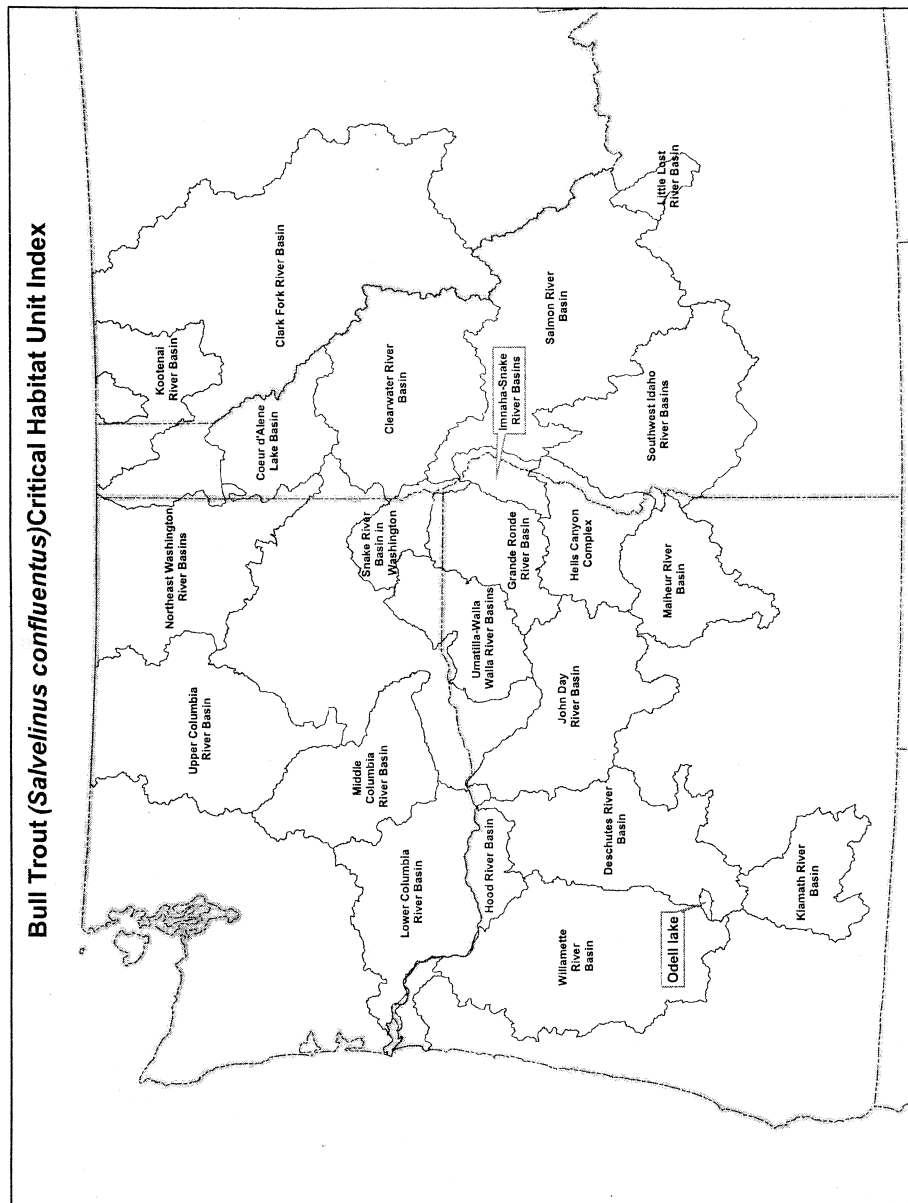 Bull Trout (Salvelinus confluentus)Critical Habitat Unit Index
Kootenai
River Basin
Clark Fork River Basin
Northeast Washington
River Basins
Coeur d'Alene
Lake Basin
Upper Columbia
River Basin
Clearwater River
Basin
Snake River
Basin in
Washington
Middle
Columbia
River Basin
Lower Columbia
River Basin
Imnaha-Snake
River Basins
Salmon River
Basin
Little Lost
River Basin
Umatilla-Walla
Walla River Basins
Grande Ronde
River Basin
Hood River Basin
Hells Canyon
Complex
John Day
River Basin
Southwest Idaho
River Basins
Malheur River
Basin
Willamette
River
Basin
Deschutes River
Basin
Odell lake
Klamath River
Basin